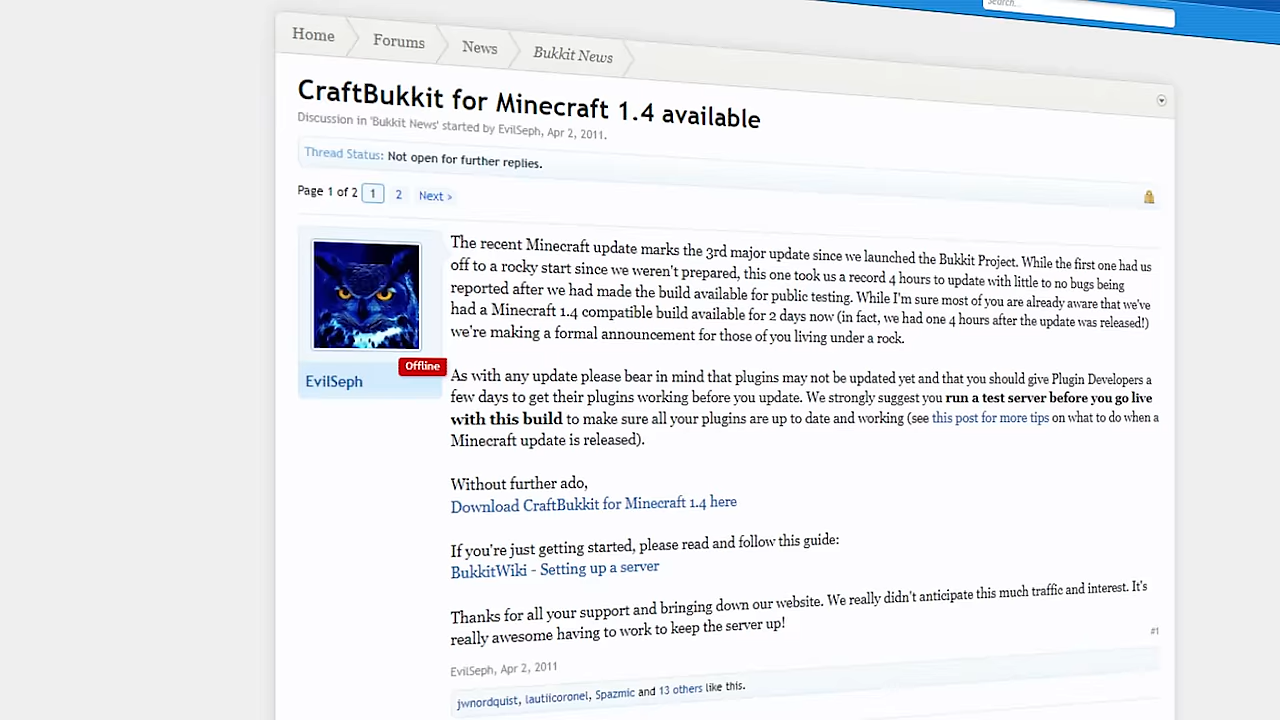 Search...
Home
Forums
News
Bukkit News
CraftBukkit for Minecraft 1.4 available
Discussion in 'Bukkit News' started by EvilSeph, Apr 2, 2011.
Thread Status: Not open for further replies.
Page 1 of 2 1 2 Next >
The recent Minecraft update marks the 3rd major update since we launched the Bukkit Project. While the first one had us
off to a rocky start since we weren't prepared, this one took us a record 4 hours to update with little to no bugs being
reported after we had made the build available for public testing. While I'm sure most of you are already aware that we've
had a Minecraft 1.4 compatible build available for 2 days now (in fact, we had one 4 hours after the update was released!)
we're making a formal announcement for those of you living under a rock.
Offline
EvilSeph
As with any update please bear in mind that plugins may not be updated yet and that you should give Plugin Developers a
few days to get their plugins working before you update. We strongly suggest you run a test server before you go live
with this build to make sure all your plugins are up to date and working (see this post for more tips on what to do when a
Minecraft update is released).
Without further ado,
Download CraftBukkit for Minecraft 1.4 here
If you're just getting started, please read and follow this guide:
BukkitWiki - Setting up a server
Thanks for all your support and bringing down our website. We really didn't anticipate this much traffic and interest. It's
really awesome having to work to keep the server up!
EvilSeph, Apr 2, 2011
#1
jwnordquist, lautiicoronel, Spazmic and 13 others like this.